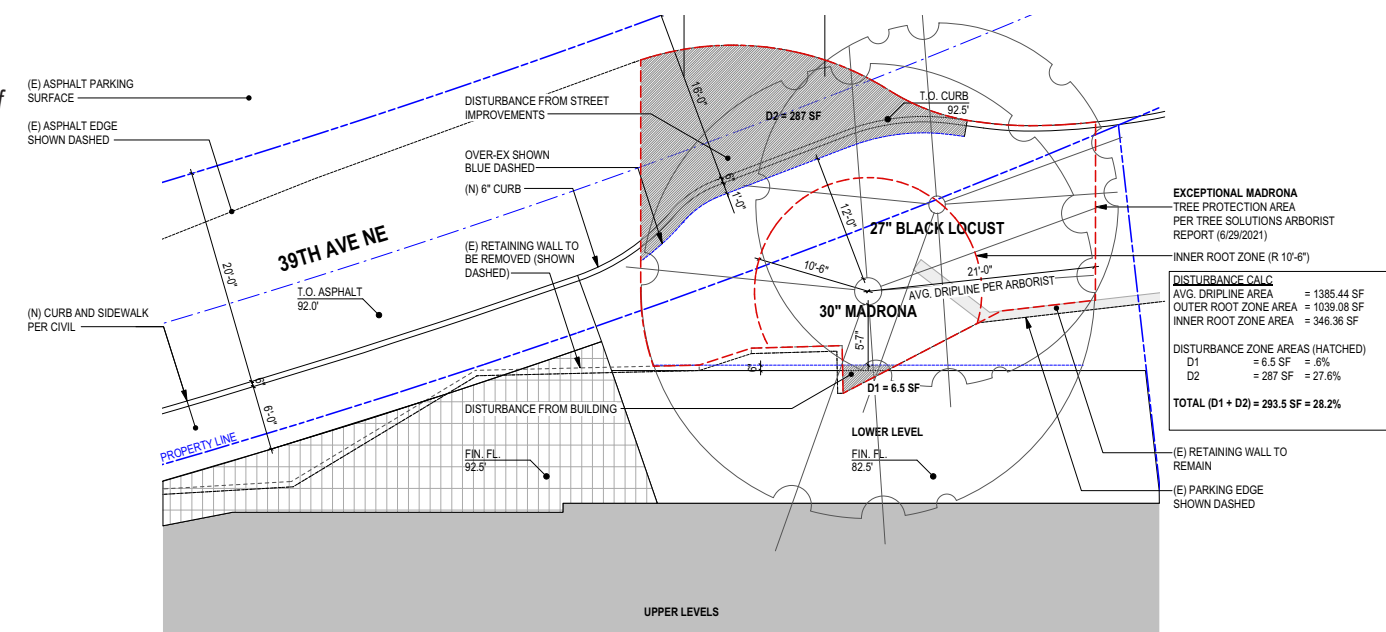 f
(E) ASPHALT PARKING
SURFACE
(E) ASPHALT EDGE
SHOWN DASHED
DISTURBANCE FROM STREET
IMPROVEMENTS
OVER-EX SHOWN
BLUE DASHED
(N) 6" CURB
(E) RETAINING WALL TO
BE REMOVED (SHOWN
DASHED)
16'-0"
D2 = 287 SF
T.O. CURB
92.5'
6"
1'-0"
12'-0"
39TH AVE NE
20'-0"
T.O. ASPHALT
92.0'
(N) CURB AND SIDEWALK
PER CIVIL
6"
6'-0"
PROPERTY LINE
27" BLACK LOCUST
10'-6"
21'-0"
AVG. DRIPLINE PER ARBORIST
30" MADRONA
5'-7"
D1 = 6.5 SF
DISTURBANCE FROM BUILDING
FIN. FL.
92.5'
LOWER LEVEL
FIN. FL.
82.5'
UPPER LEVELS
EXCEPTIONAL MADRONA
TREE PROTECTION AREA
PER TREE SOLUTIONS ARBORIST
REPORT (6/29/2021)
INNER ROOT ZONE (R 10'-6")
DISTURBANCE CALC
AVG. DRIPLINE AREA = 1385.44 SF
OUTER ROOT ZONE AREA = 1039.08 SF
INNER ROOT ZONE AREA = 346.36 SF
DISTURBANCE ZONE AREAS (HATCHED)
D1 = 6.5 SF = .6%
D2 = 287 SF = 27.6%
TOTAL (D1 + D2) = 293.5 SF = 28.2%
(E) RETAINING WALL TO
REMAIN
(E) PARKING EDGE
SHOWN DASHED